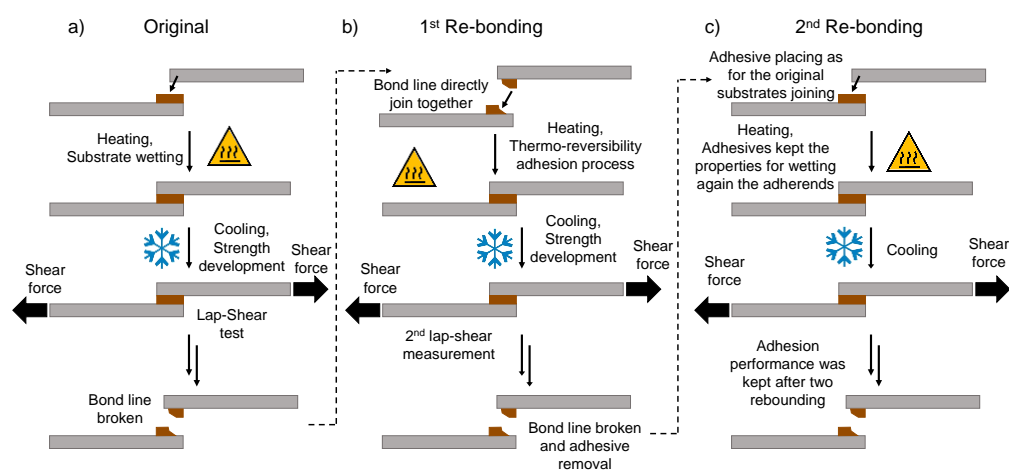 a) Original
Heating,
Substrate wetting
Cooling,
Strength
development
Shear
force
Shear
force
Lap-Shear
test
Bond line
broken
b) 1st Re-bonding
Bond line directly
join together
Heating,
Thermo-reversibility
adhesion process
Cooling,
Strength
development
Shear
force
Shear
force
2nd lap-shear
measurement
Bond line broken
and adhesive
removal
c) 2nd Re-bonding
Adhesive placing as
for the original
substrates joining
Heating,
Adhesives kept the
properties for wetting
again the adherends
Cooling
Shear
force
Shear
force
Adhesion
performance was
kept after two
rebounding